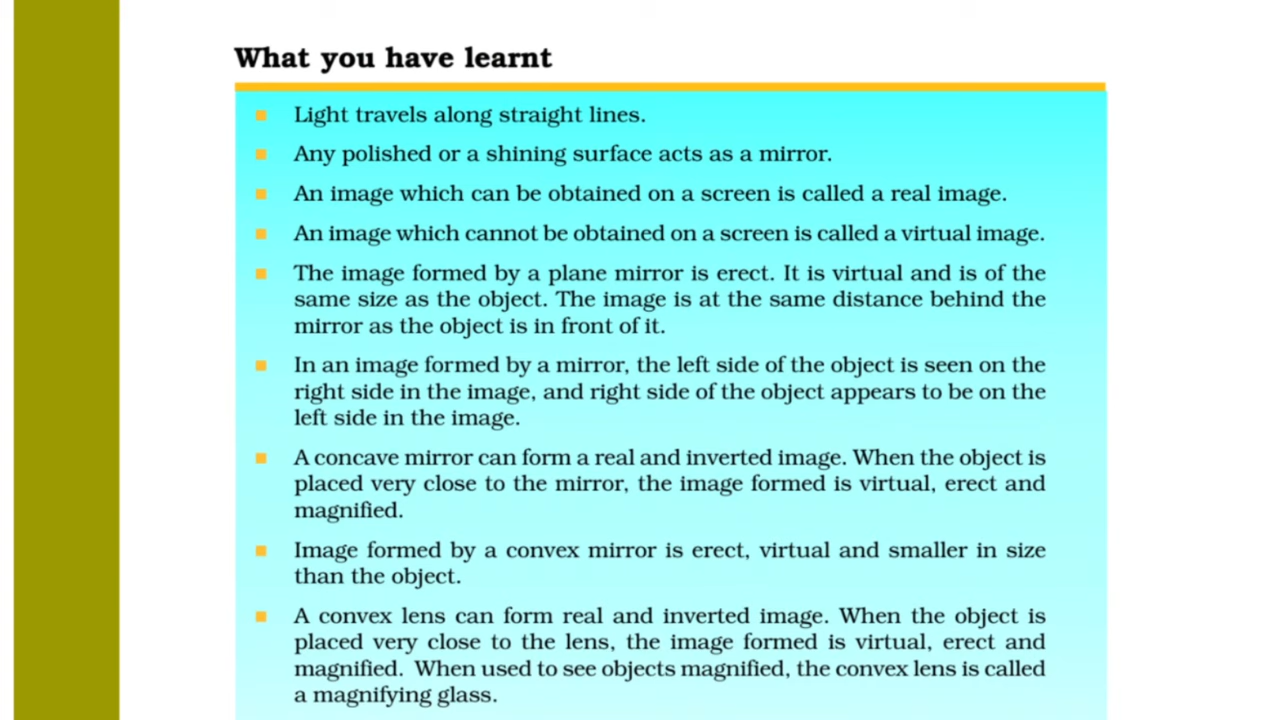 What you have learnt
Light travels along straight lines.
Any polished or a shining surface acts as a mirror.
An image which can be obtained on a screen is called a real image.
An image which cannot be obtained on a screen is called a virtual image.
The image formed by a plane mirror is erect. It is virtual and is of the
same size as the object. The image is at the same distance behind the
mirror as the object is in front of it.
In an image formed by a mirror, the left side of the object is seen on the
right side in the image, and right side of the object appears to be on the
left side in the image.
A concave mirror can form a real and inverted image. When the object is
placed very close to the mirror, the image formed is virtual, erect and
magnified.
Image formed by a convex mirror is erect, virtual and smaller in size
than the object.
A convex lens can form real and inverted image. When the object is
placed very close to the lens, the image formed is virtual, erect and
magnified. When used to see objects magnified, the convex lens is called
a magnifying glass.